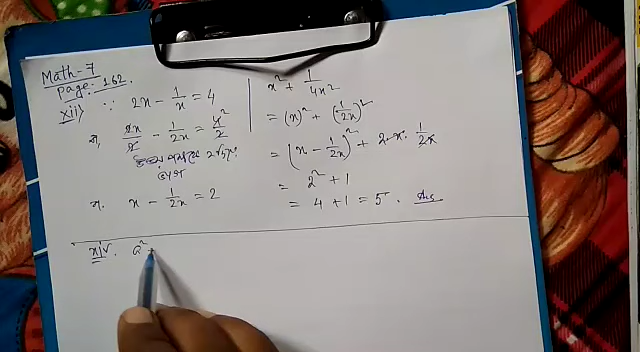 Math-7
Page: 162
xii) ∵ 2x - 1/x = 4
বা, 2x/2 - 1/2x = 4/2
x - 1/2x = 2
x² + 1/4x²
= (x)² + (1/2x)²
= (x - 1/2x)² + 2·x· 1/2x
= 2² + 1
= 4 + 1 = 5. Ans
xiv. a²